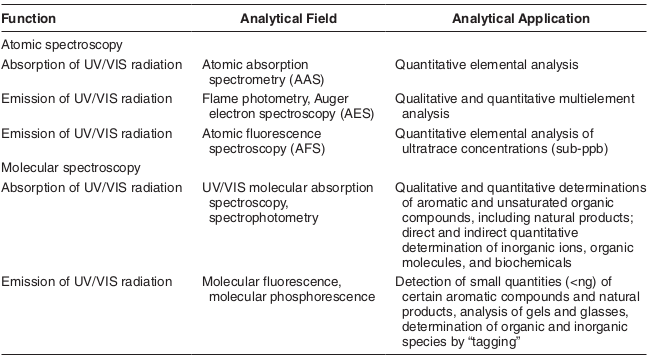 Function Analytical Field Analytical Application
Atomic spectroscopy
Absorption of UV/VIS radiation Atomic absorption Quantitative elemental analysis
spectrometry (AAS)
Emission of UV/VIS radiation Flame photometry, Auger Qualitative and quantitative multielement
electron spectroscopy (AES) analysis
Emission of UV/VIS radiation Atomic fluorescence Quantitative elemental analysis of
spectroscopy (AFS) ultratrace concentrations (sub-ppb)
Molecular spectroscopy
Absorption of UV/VIS radiation UV/VIS molecular absorption Qualitative and quantitative determinations
spectroscopy, of aromatic and unsaturated organic
spectrophotometry compounds, including natural products;
direct and indirect quantitative
determination of inorganic ions, organic
molecules, and biochemicals
Emission of UV/VIS radiation Molecular fluorescence, Detection of small quantities (<ng) of
molecular phosphorescence certain aromatic compounds and natural
products, analysis of gels and glasses,
determination of organic and inorganic
species by “tagging”